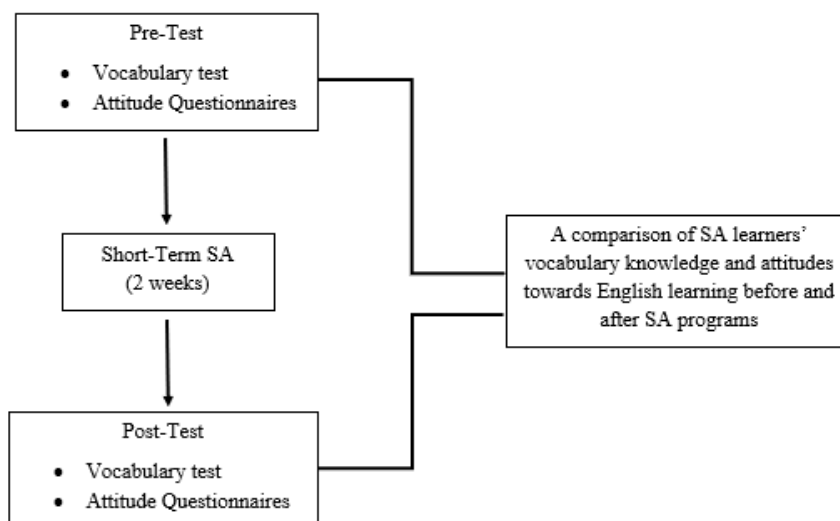 Pre-Test
• Vocabulary test
• Attitude Questionnaires
Short-Term SA
(2 weeks)
A comparison of SA learners’
vocabulary knowledge and attitudes
towards English learning before and
after SA programs
Post-Test
• Vocabulary test
• Attitude Questionnaires